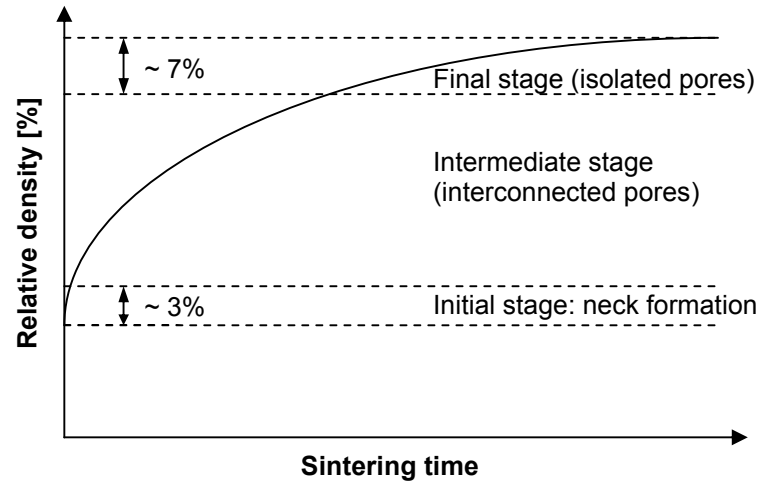 Relative density [%]
~ 7%
Final stage (isolated pores)
Intermediate stage
(interconnected pores)
~ 3%
Initial stage: neck formation
Sintering time